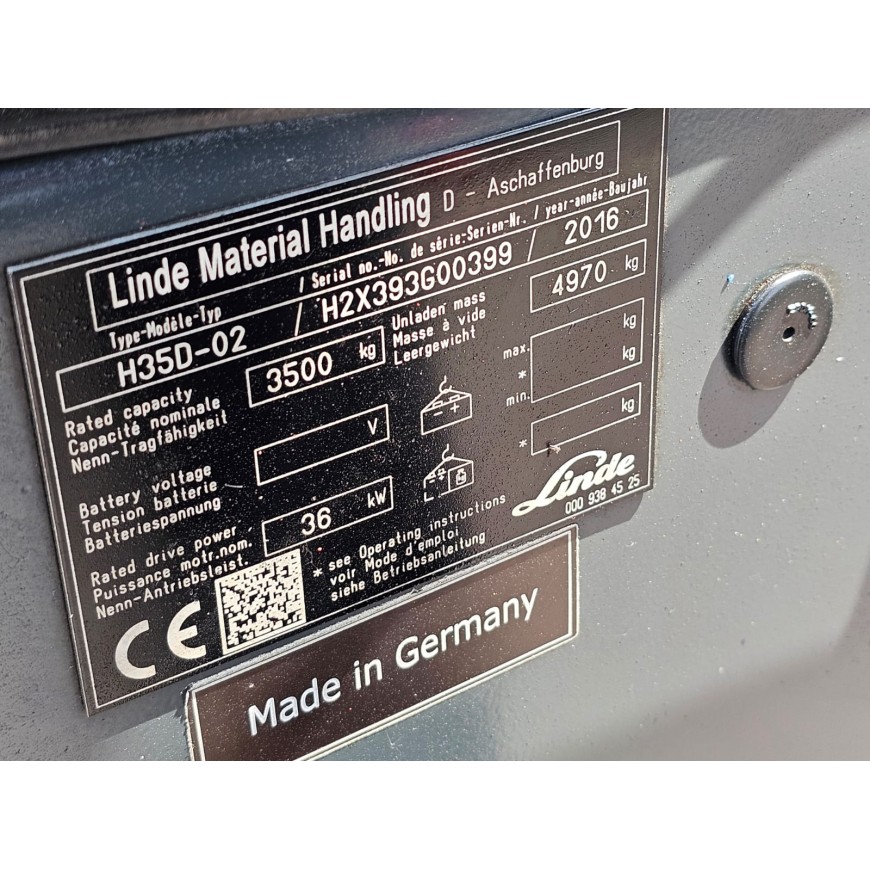 Linde Material Handling D - Aschaffenburg
Type-Modèle-Typ / Serial no.-No. de série-Serien-Nr. / year-année-Baujahr
H35D-02 / H2X393G00399 / 2016
Rated capacity
Capacité nominale
Nenn-Tragfähigkeit
3500 kg
Unladen mass
Masse à vide
Leergewicht
4970 kg
Battery voltage
Tension batterie
Batteriespannung
V
- +
max. kg
* kg
min.
* kg
Rated drive power
Puissance motr.nom.
Nenn-Antriebsleist.
36 kW
* see Operating instructions
voir Mode d'emploi
siehe Betriebsanleitung
Linde
000 938 45 25
CE
Made in Germany